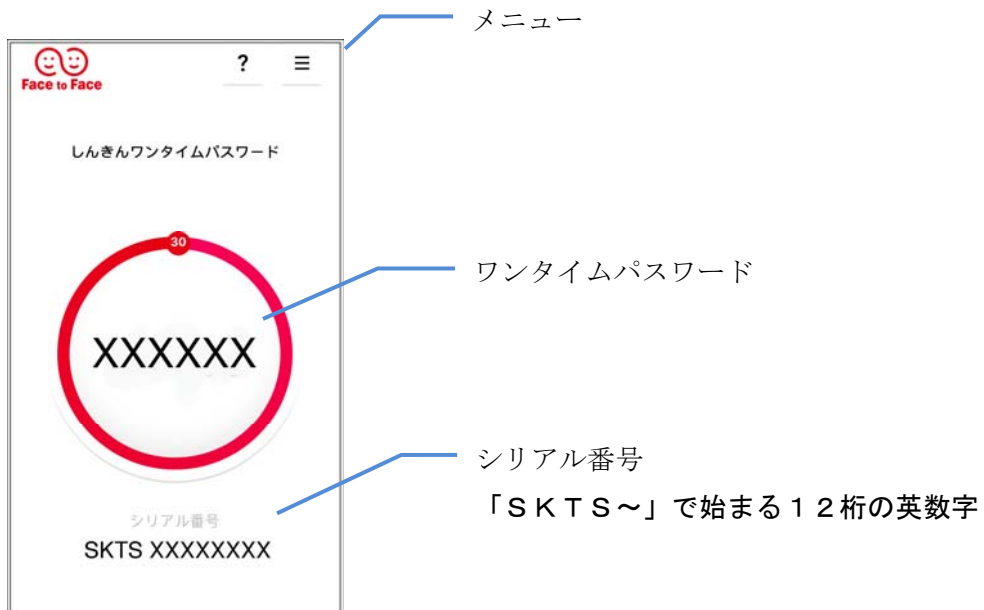 メニュー
Face to Face
?
≡
しんきんワンタイムパスワード
30
ワンタイムパスワード
XXXXXX
シリアル番号
「ＳＫＴＳ～」で始まる１２桁の英数字
シリアル番号
SKTS XXXXXXXX